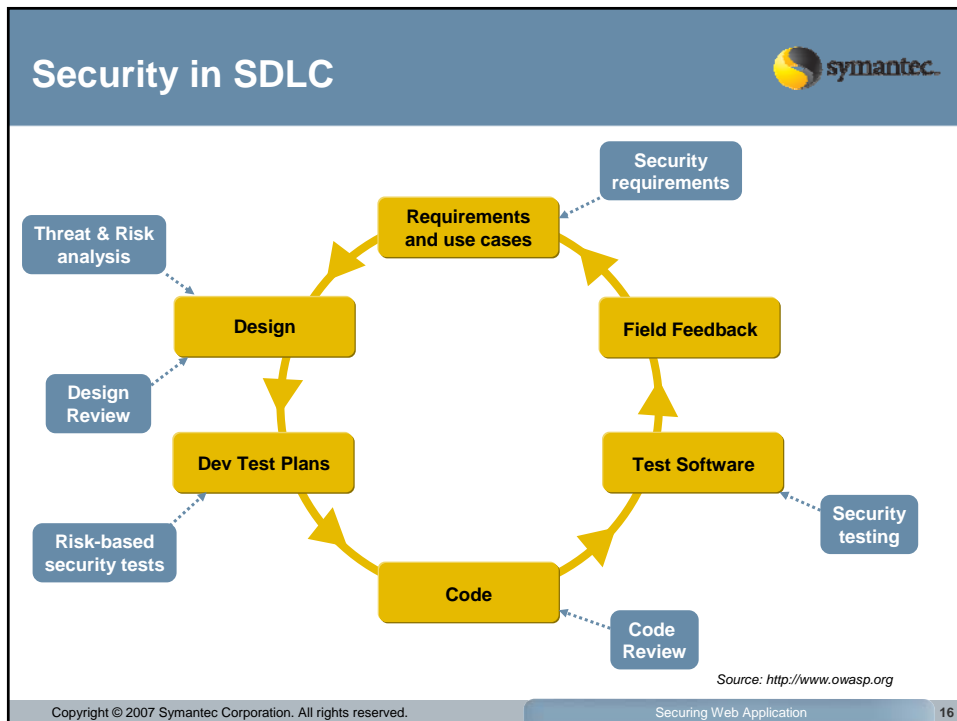 Security in SDLC
symantec.
Security
requirements
Requirements
and use cases
Threat & Risk
analysis
Design
Field Feedback
Design
Review
Dev Test Plans
Test Software
Security
testing
Risk-based
security tests
Code
Code
Review
Source: http://www.owasp.org
Copyright © 2007 Symantec Corporation. All rights reserved.
Securing Web Application
16